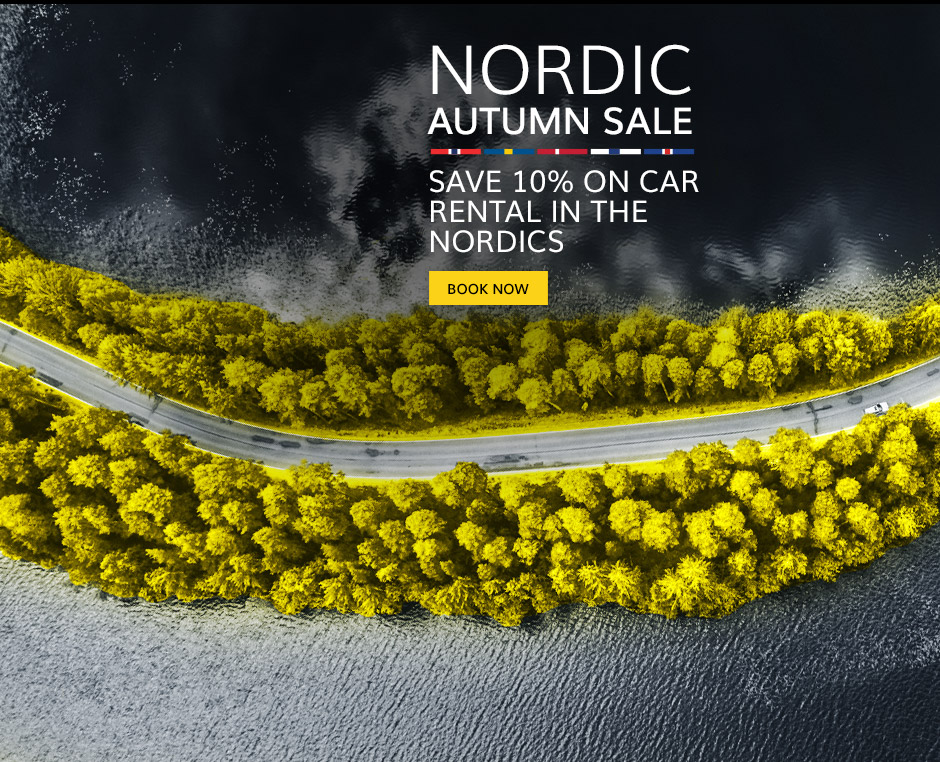 NORDIC
AUTUMN SALE
SAVE 10% ON CAR
RENTAL IN THE
NORDICS
BOOK NOW